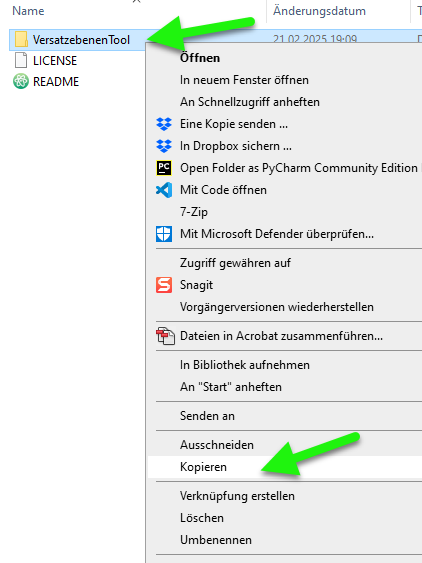 Name Änderungsdatum
VersatzebenenTool 21.02.2025 19:09
LICENSE
README
Öffnen
In neuem Fenster öffnen
An Schnellzugriff anheften
Eine Kopie senden ...
In Dropbox sichern ...
Open Folder as PyCharm Community Edition
Mit Code öffnen
7-Zip
Mit Microsoft Defender überprüfen...
Zugriff gewähren auf
Snagit
Vorgängerversionen wiederherstellen
Dateien in Acrobat zusammenführen...
In Bibliothek aufnehmen
An "Start" anheften
Senden an
Ausschneiden
Kopieren
Verknüpfung erstellen
Löschen
Umbenennen